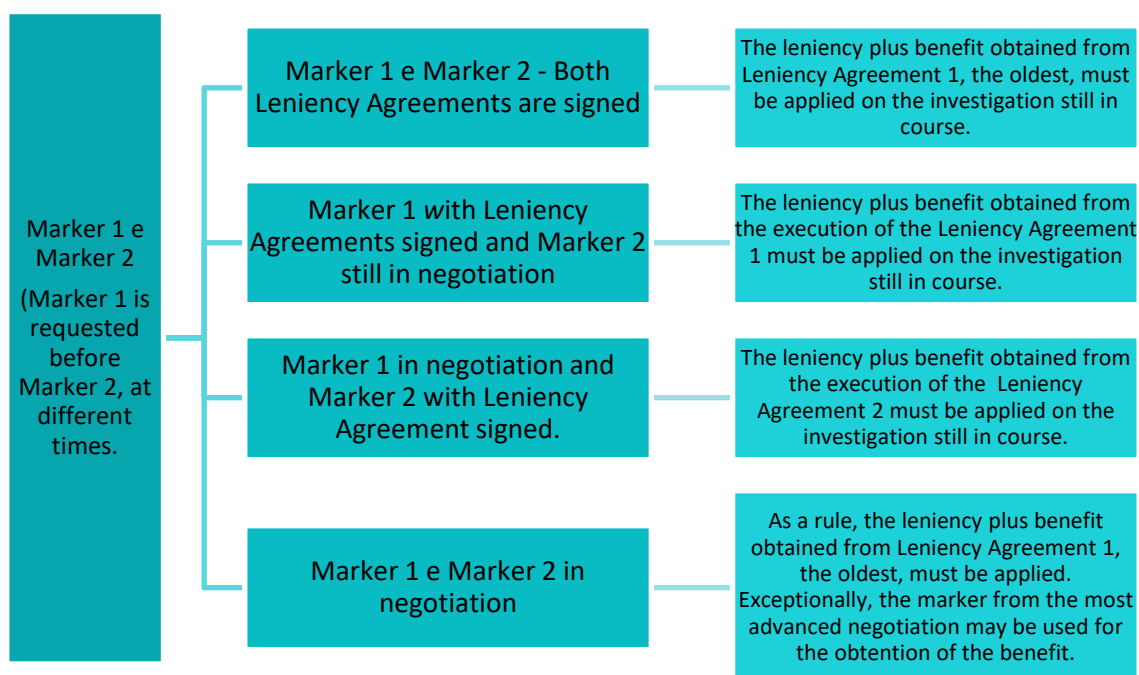 Marker 1 e
Marker 2
(Marker 1 is
requested
before
Marker 2, at
different
times.
Marker 1 e Marker 2 - Both
Leniency Agreements are signed
The leniency plus benefit obtained from
Leniency Agreement 1, the oldest, must
be applied on the investigation still in
course.
Marker 1 with Leniency
Agreements signed and Marker 2
still in negotiation
The leniency plus benefit obtained from
the execution of the Leniency Agreement
1 must be applied on the investigation
still in course.
Marker 1 in negotiation and
Marker 2 with Leniency
Agreement signed.
The leniency plus benefit obtained from
the execution of the Leniency
Agreement 2 must be applied on the
investigation still in course.
Marker 1 e Marker 2 in
negotiation
As a rule, the leniency plus benefit
obtained from Leniency Agreement 1,
the oldest, must be applied.
Exceptionally, the marker from the most
advanced negotiation may be used for
the obtention of the benefit.